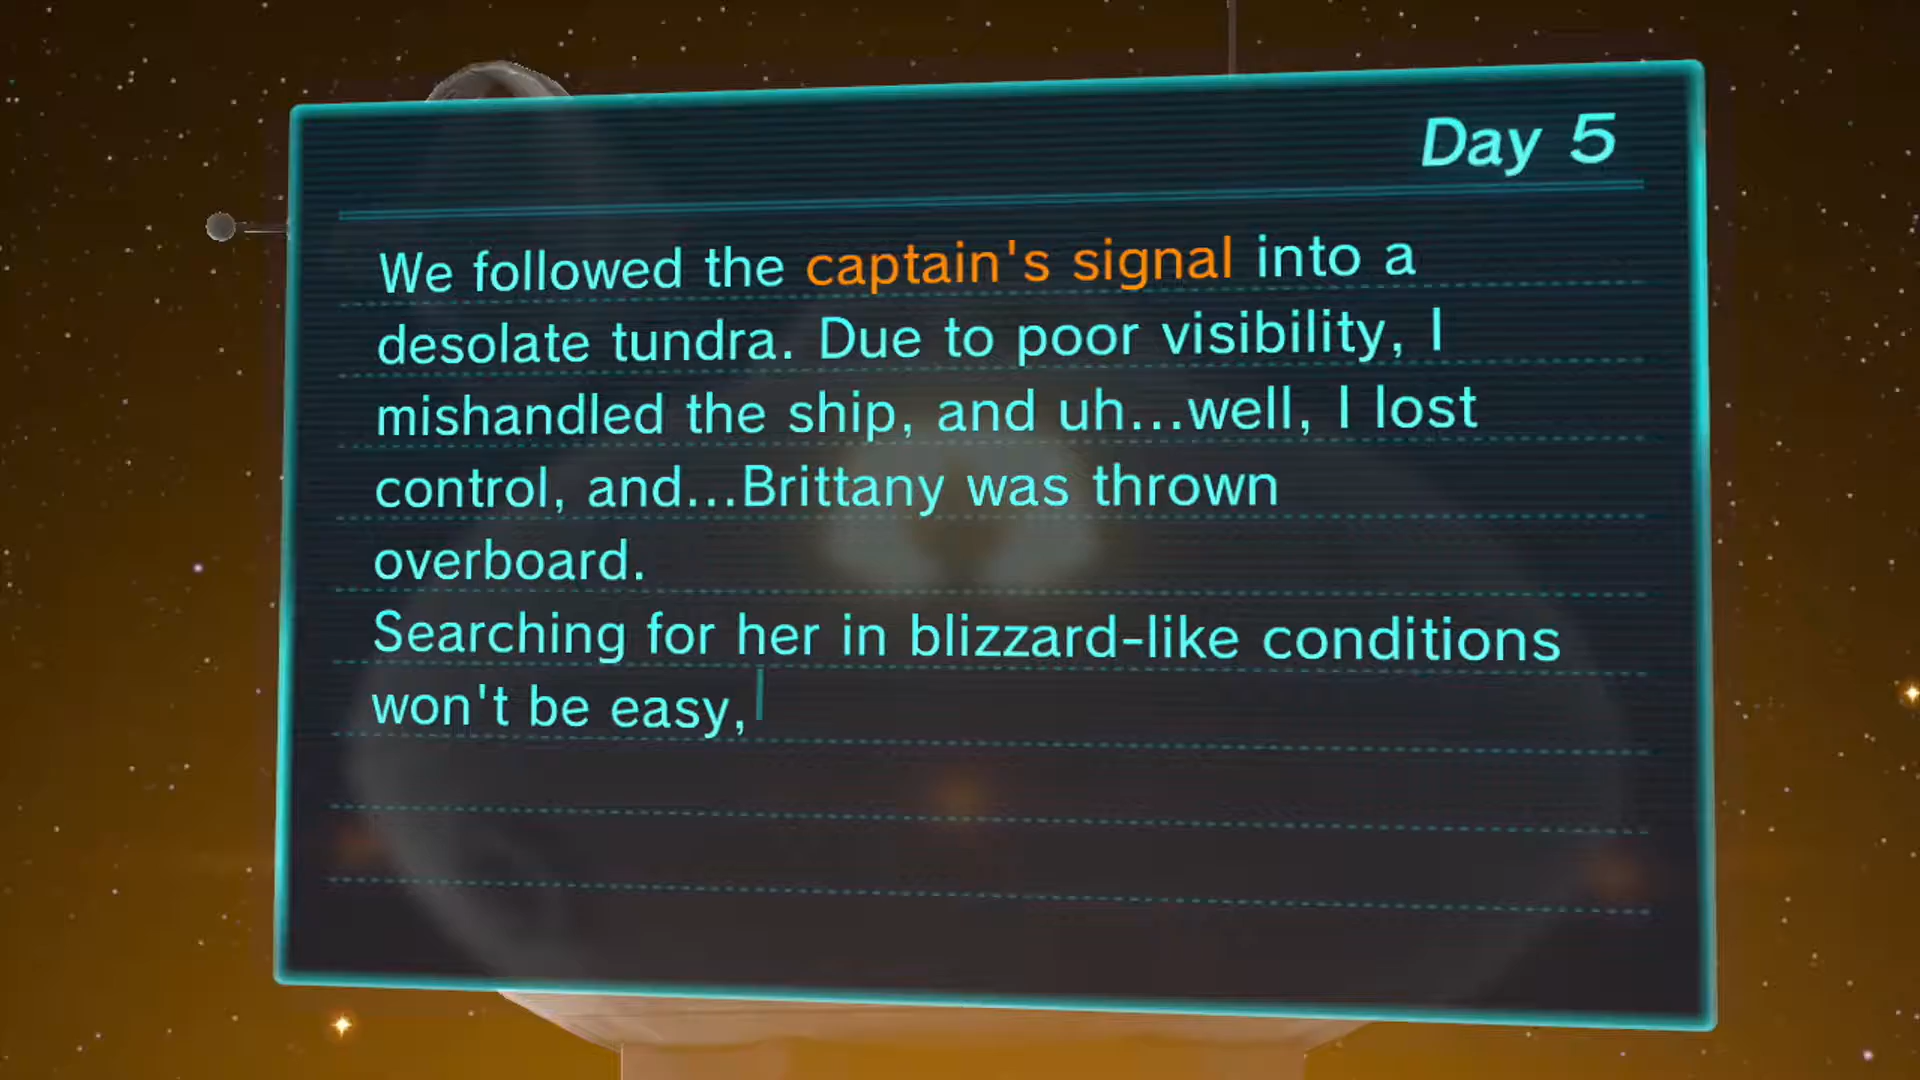 Day 5
We followed the captain's signal into a
desolate tundra. Due to poor visibility, I
mishandled the ship, and uh...well, I lost
control, and...Brittany was thrown
overboard.
Searching for her in blizzard-like conditions
won't be easy,